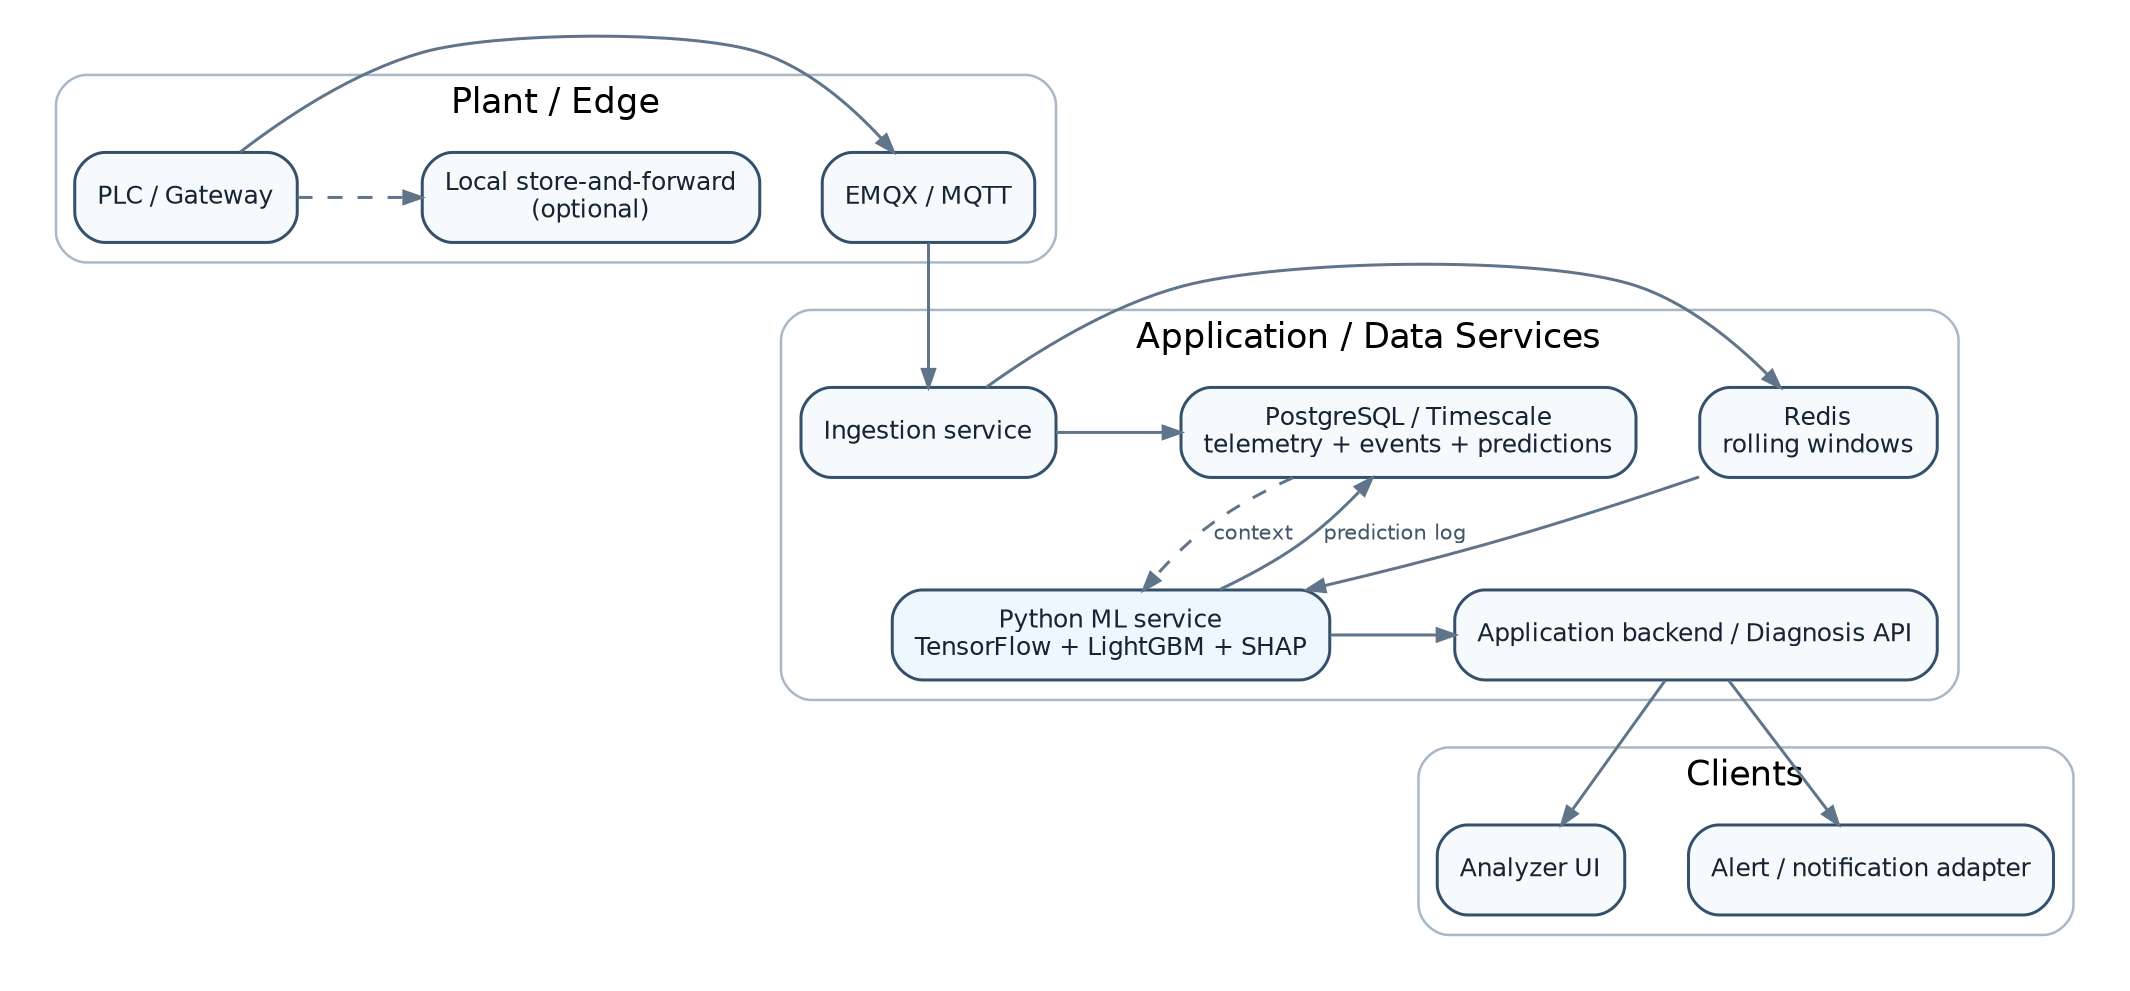 Plant / Edge
PLC / Gateway
Local store-and-forward
(optional)
EMQX / MQTT
Application / Data Services
Ingestion service
PostgreSQL / Timescale
telemetry + events + predictions
Redis
rolling windows
context
prediction log
Python ML service
TensorFlow + LightGBM + SHAP
Application backend / Diagnosis API
Clients
Analyzer UI
Alert / notification adapter